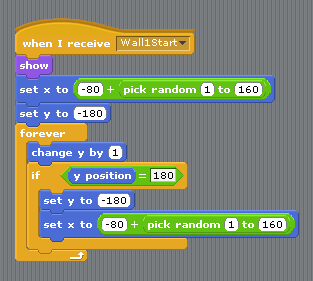 when I receive Wall1Start
show
set x to -80 + pick random 1 to 160
set y to -180
forever
change y by 1
if y position = 180
set y to -180
set x to -80 + pick random 1 to 160